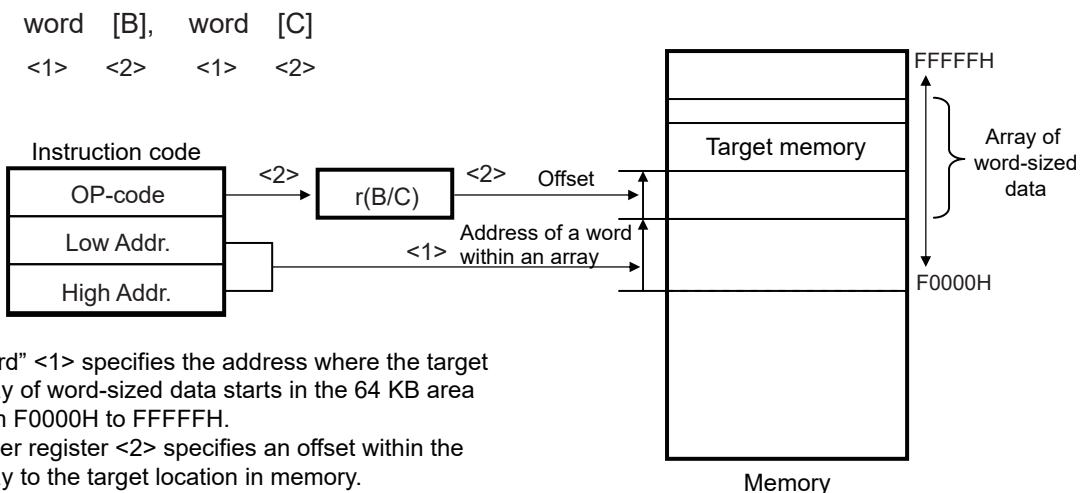 word [B], word [C]
<1> <2> <1> <2>
Instruction code
OP-code
Low Addr.
High Addr.
<2>
r(B/C)
<2>
Offset
<1>
Address of a word
within an array
Target memory
FFFFFH
Array of
word-sized
data
F0000H
Memory
rd” <1> specifies the address where the target
of word-sized data starts in the 64 KB area
F0000H to FFFFFH.
register <2> specifies an offset within the
to the target location in memory.